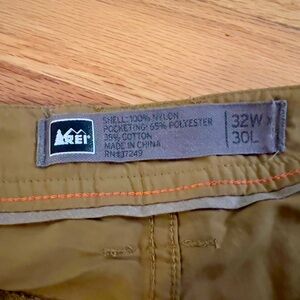 REI
SHELL: 100% NYLON
POCKETING: 65% POLYESTER
35% COTTON
MADE IN CHINA
RN#37249
32W x
30L